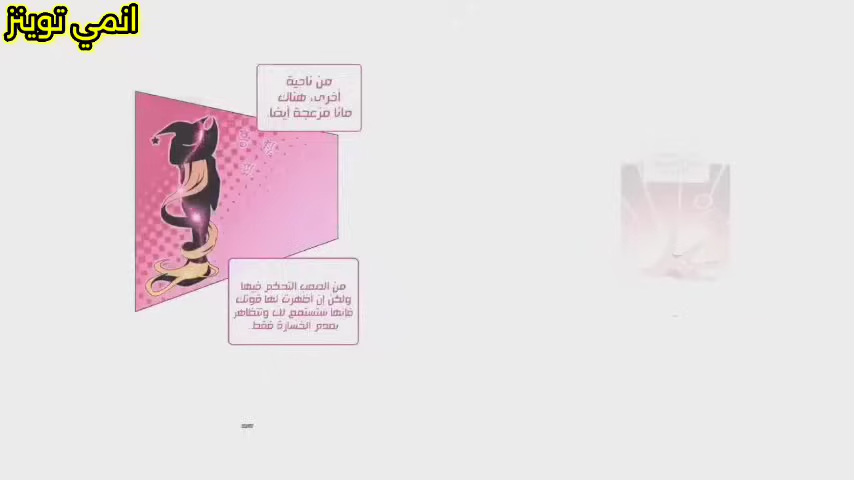 انمي توينز
من ناحية
أخرى، هناك
مانا مزعجة أيضا.
من الصعب التحكم فيها
ولكن إن أظهرت لها قوتك
فإنها ستستمع لك وتتظاهر
بعدم الخسارة فقط.